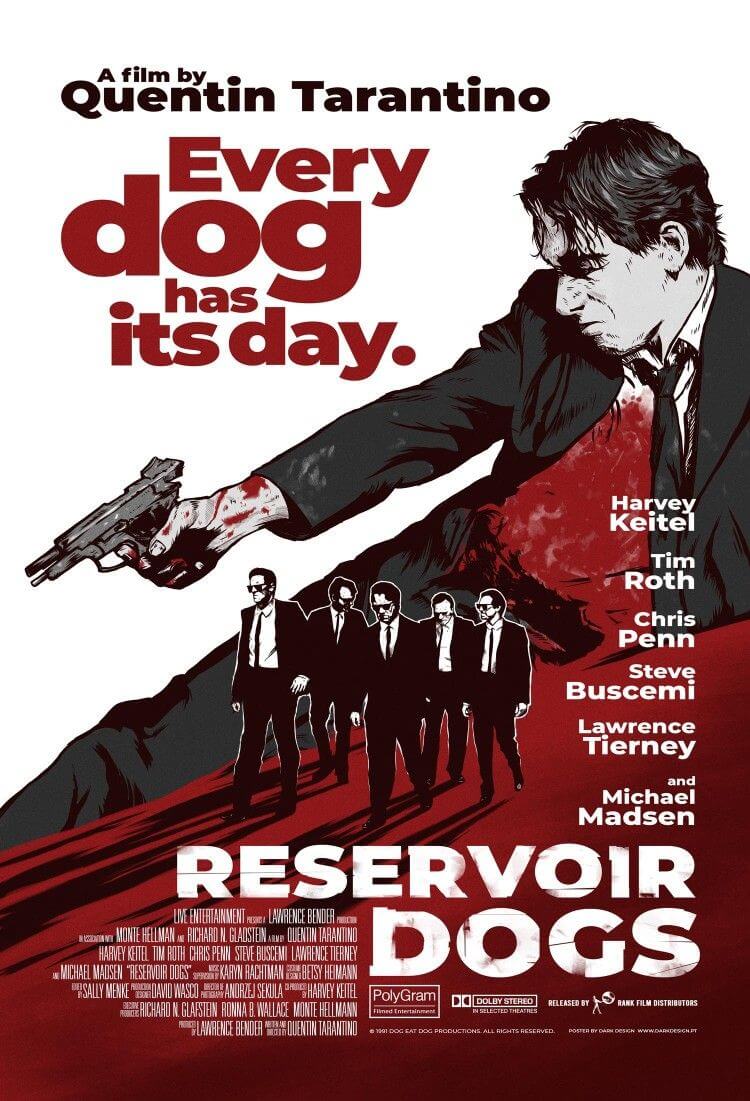 A film by
Quentin Tarantino
Every
dog
has
its day.
Harvey
Keitel
Tim
Roth
Chris
Penn
Steve
Buscemi
Lawrence
Tierney
and
Michael
Madsen
RESERVOIR
DOGS
LIVE ENTERTAINMENT PRESENTS A LAWRENCE BENDER PRODUCTION
IN ASSOCIATION WITH MONTE HELLMAN AND RICHARD N. GLADSTEIN A FILM BY QUENTIN TARANTINO
HARVEY KEITEL TIM ROTH CHRIS PENN STEVE BUSCEMI LAWRENCE TIERNEY
AND MICHAEL MADSEN "RESERVOIR DOGS" MUSIC SUPERVISION BY KARYN RACHTMAN COSTUME DESIGNER BETSY HEIMANN
EDITED BY SALLY MENKE PRODUCTION DESIGNER DAVID WASCO DIRECTOR OF PHOTOGRAPHY ANDRZEJ SEKULA CO-PRODUCED BY HARVEY KEITEL
EXECUTIVE PRODUCERS RICHARD N. GLAFSTEIN RONNA B. WALLACE MONTE HELLMANN
PRODUCED BY LAWRENCE BENDER WRITTEN AND DIRECTED BY QUENTIN TARANTINO
PolyGram
Filmed Entertainment
DOLBY STEREO
IN SELECTED THEATRES
RELEASED BY RANK FILM DISTRIBUTORS
© 1991 DOG EAT DOG PRODUCTIONS. ALL RIGHTS RESERVED.
POSTER BY DARK DESIGN WWW.DARKDESIGN.PT